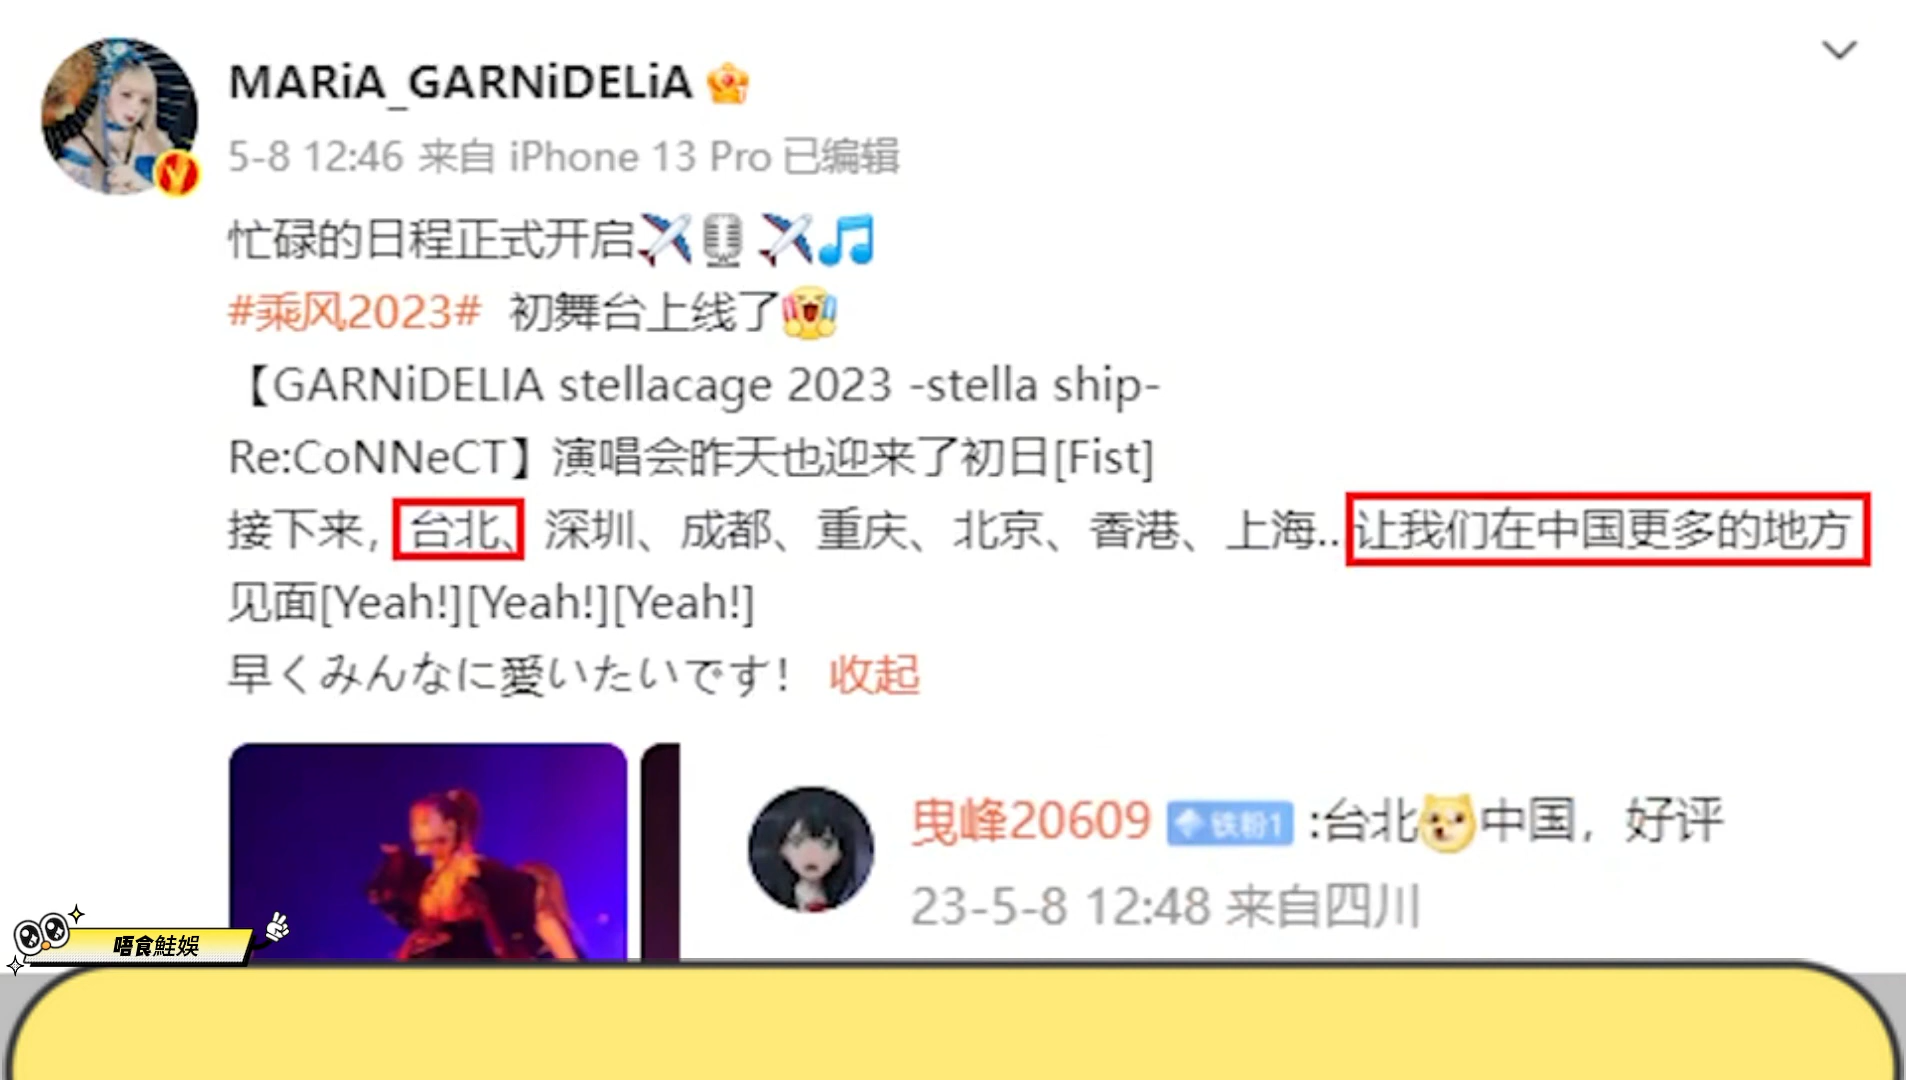 MARiA_GARNiDELiA
5-8 12:46 来自 iPhone 13 Pro 已编辑
忙碌的日程正式开启
#乘风2023# 初舞台上线了
【GARNiDELIA stellacage 2023 -stella ship-
Re:CoNNeCT】演唱会昨天也迎来了初日[Fist]
接下来，台北、深圳、成都、重庆、北京、香港、上海..让我们在中国更多的地方
见面[Yeah!][Yeah!][Yeah!]
早くみんなに愛いたいです！ 收起
曳峰20609 铁粉1 :台北中国，好评
23-5-8 12:48 来自四川
唔食鮭娛